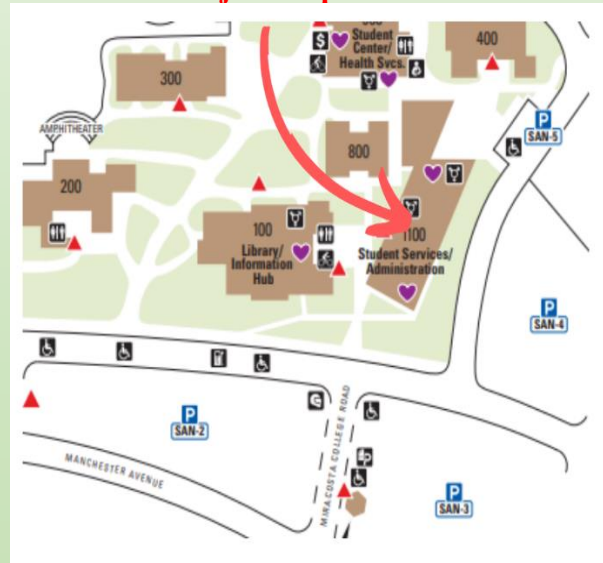 Student
Center/
Health Svcs.
$
400
300
P
SAN-5
AMPHITHEATER
800
200
100
Library/
Information
Hub
1100
Student Services/
Administration
P
SAN-4
P
SAN-2
MIRACOSTA COLLEGE ROAD
MANCHESTER AVENUE
P
P
SAN-3